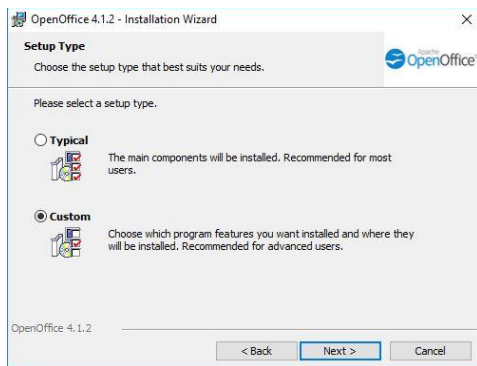 OpenOffice 4.1.2 - Installation Wizard
Setup Type
Choose the setup type that best suits your needs.
Apache
OpenOffice
Please select a setup type.
Typical
The main components will be installed. Recommended for most
users.
Custom
Choose which program features you want installed and where they
will be installed. Recommended for advanced users.
OpenOffice 4.1.2
< Back
Next >
Cancel